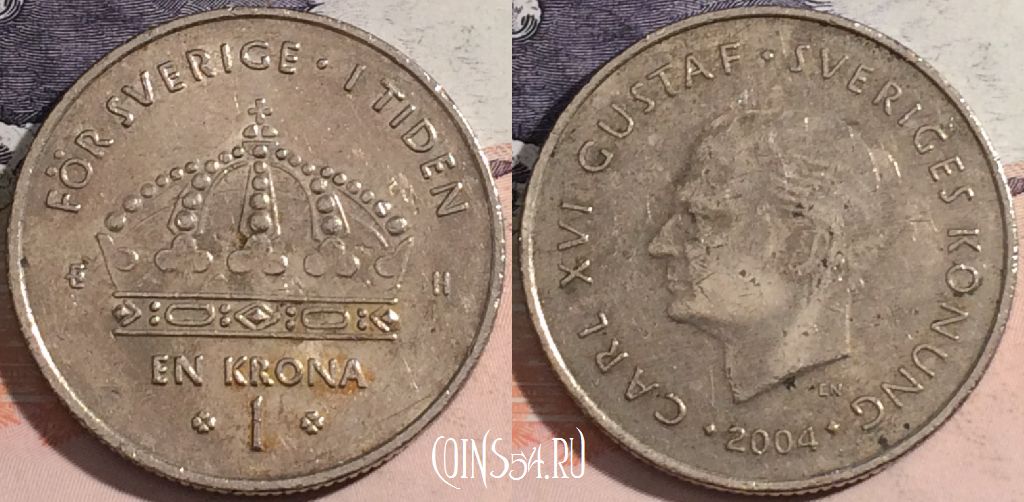 FÖR SVERIGE · I TIDEN
H
EN KRONA
1
CARL XVI GUSTAF · SVERIGES KONUNG
EN
· 2004 ·
COINS54.RU